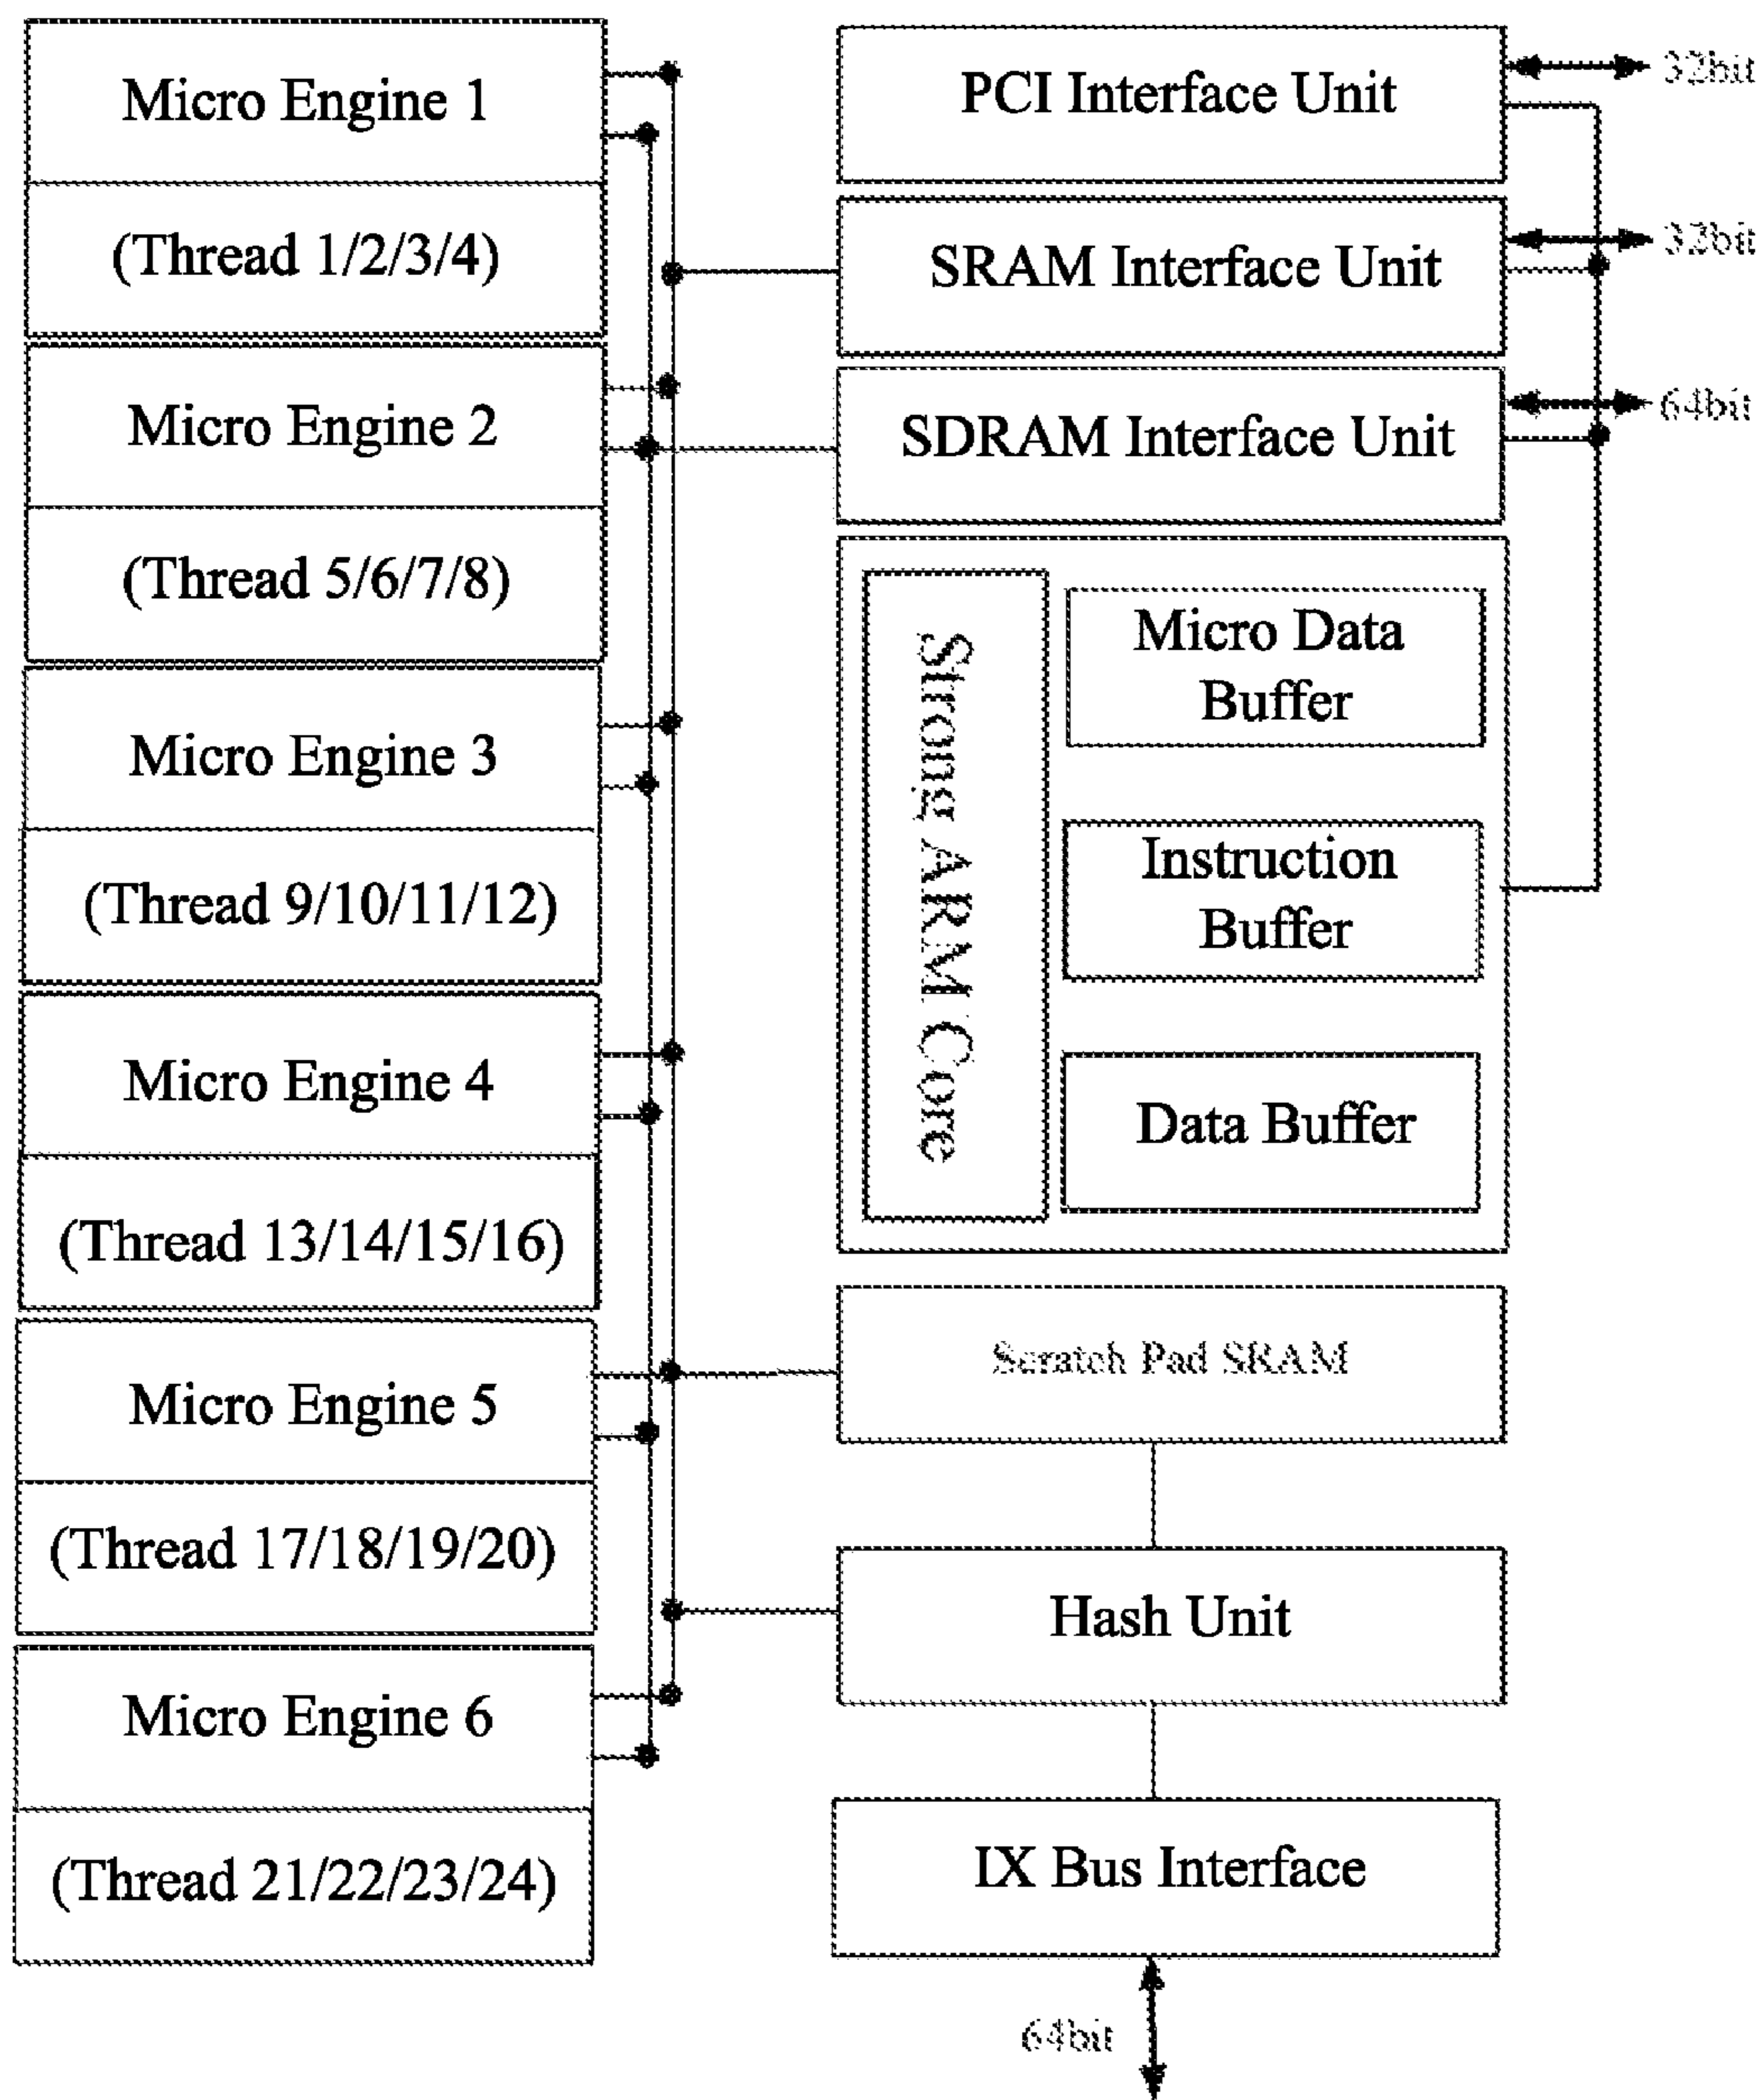 Micro Engine 1
(Thread 1/2/3/4)
Micro Engine 2
(Thread 5/6/7/8)
Micro Engine 3
(Thread 9/10/11/12)
Micro Engine 4
(Thread 13/14/15/16)
Micro Engine 5
(Thread 17/18/19/20)
Micro Engine 6
(Thread 21/22/23/24)
PCI Interface Unit
32bit
SRAM Interface Unit
32bit
SDRAM Interface Unit
64bit
Strong ARM Core
Micro Data
Buffer
Instruction
Buffer
Data Buffer
Scratch Pad SRAM
Hash Unit
IX Bus Interface
64bit